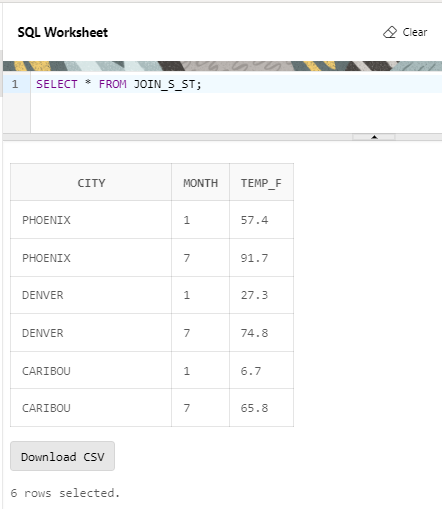 SQL Worksheet
Clear
1 SELECT * FROM JOIN_S_ST;
CITY MONTH TEMP_F
PHOENIX 1 57.4
PHOENIX 7 91.7
DENVER 1 27.3
DENVER 7 74.8
CARIBOU 1 6.7
CARIBOU 7 65.8
Download CSV
6 rows selected.